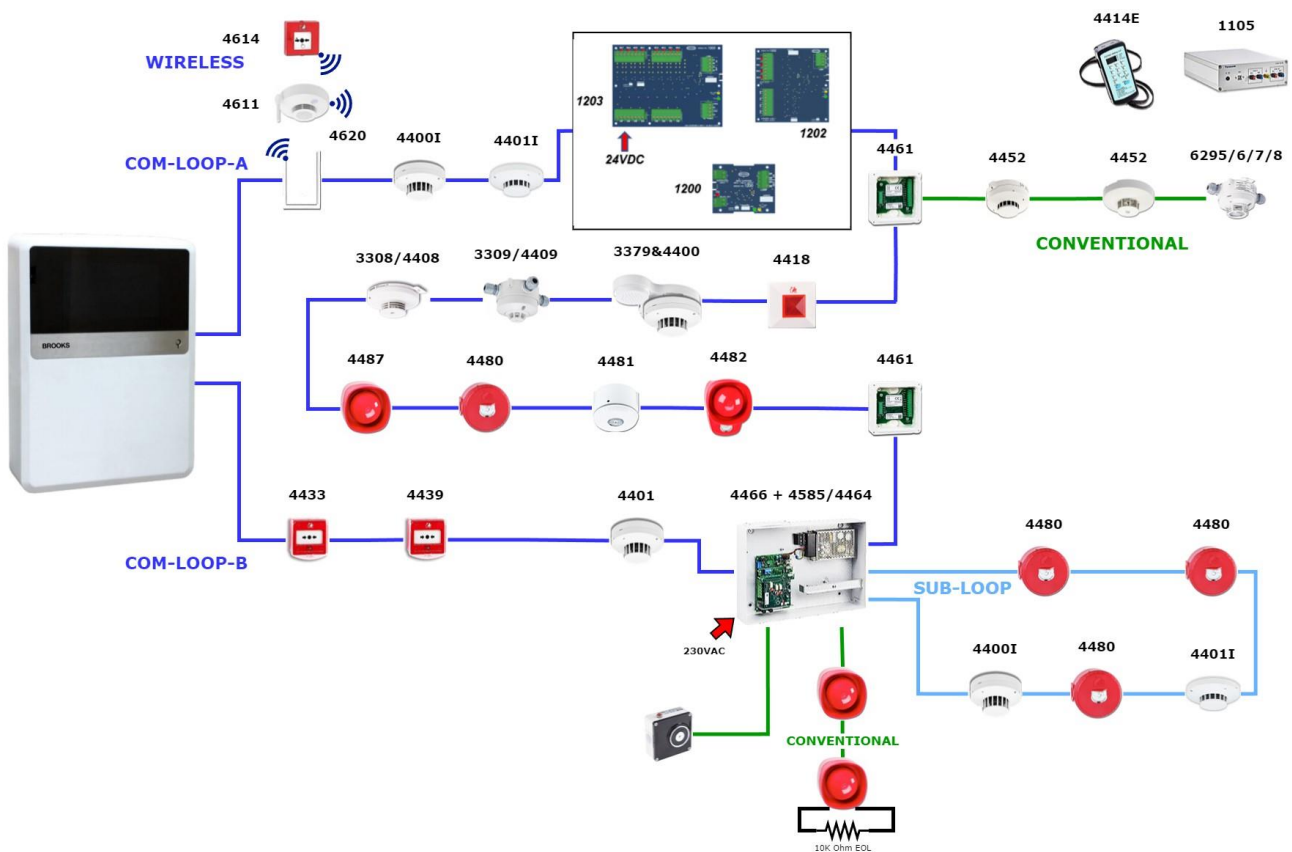 4614
WIRELESS
4611
4620
4400I
4401I
COM-LOOP-A
1203
24VDC
1202
1200
4414E
1105
4461
4452
4452
6295/6/7/8
CONVENTIONAL
3308/4408
3309/4409
3379&4400
4418
BROOKS
4487
4480
4481
4482
4461
4433
4439
4401
4466 + 4585/4464
COM-LOOP-B
4480
4480
SUB-LOOP
230VAC
4400I
4480
4401I
CONVENTIONAL
10K Ohm EOL